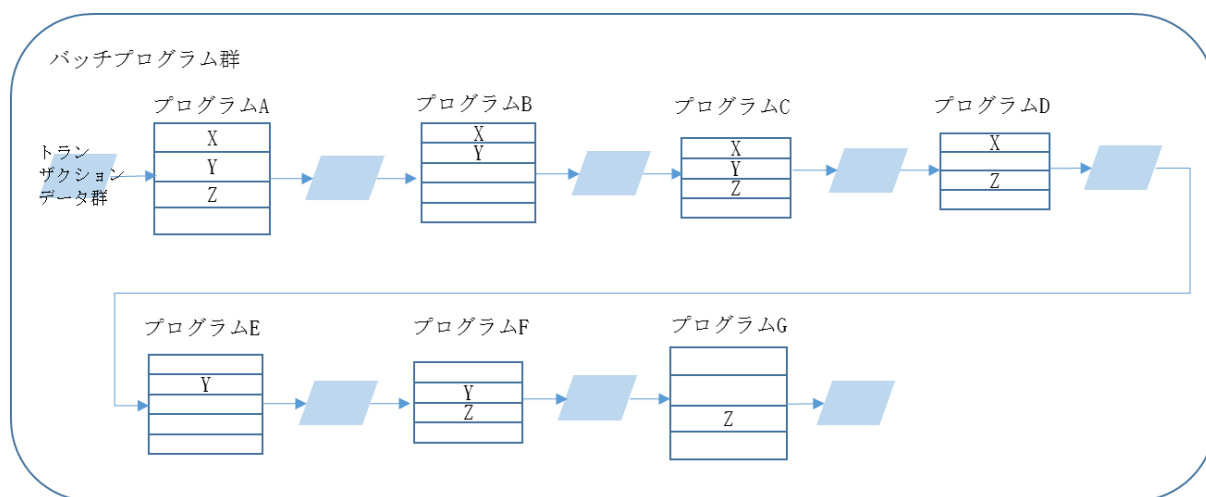 バッチプログラム群
プログラムA
プログラムB
プログラムC
プログラムD
トラン
ザクション
データ群
X
Y
Z
X
Y
X
Y
Z
X
Z
プログラムE
プログラムF
プログラムG
Y
Y
Z
Z